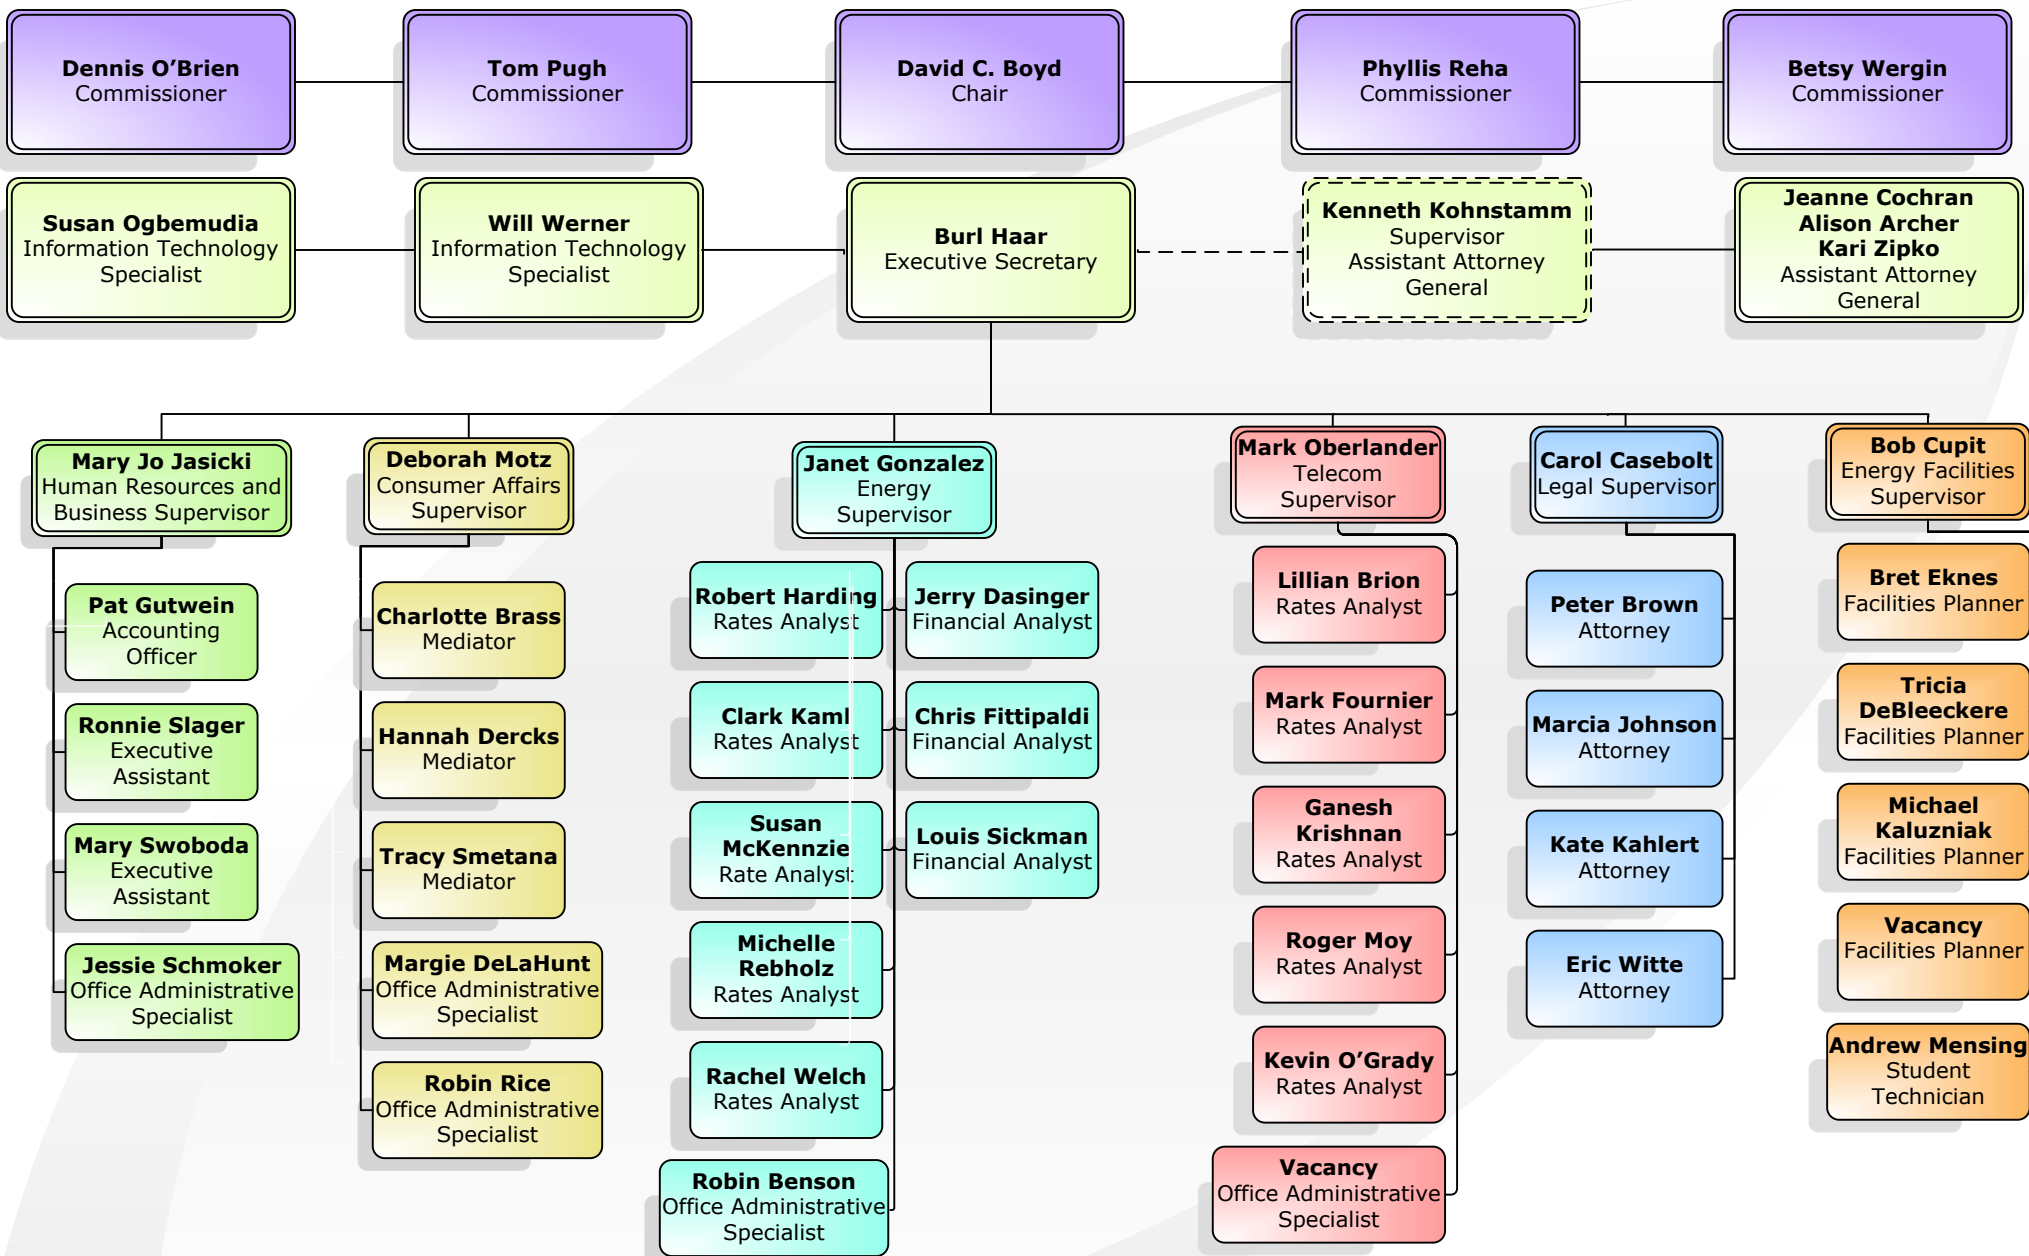 Dennis O’Brien
Commissioner
Tom Pugh
Commissioner
David C. Boyd
Chair
Phyllis Reha
Commissioner
Betsy Wergin
Commissioner
Susan Ogbemudia
Information Technology
Specialist
Will Werner
Information Technology
Specialist
Burl Haar
Executive Secretary
Kenneth Kohnstamm
Supervisor
Assistant Attorney
General
Jeanne Cochran
Alison Archer
Kari Zipko
Assistant Attorney
General
Mary Jo Jasicki
Human Resources and
Business Supervisor
Pat Gutwein
Accounting
Officer
Ronnie Slager
Executive
Assistant
Mary Swoboda
Executive
Assistant
Jessie Schmoker
Office Administrative
Specialist
Deborah Motz
Consumer Affairs
Supervisor
Charlotte Brass
Mediator
Hannah Dercks
Mediator
Tracy Smetana
Mediator
Margie DeLaHunt
Office Administrative
Specialist
Robin Rice
Office Administrative
Specialist
Janet Gonzalez
Energy
Supervisor
Robert Harding
Rates Analyst
Clark Kaml
Rates Analyst
Susan
McKennzie
Rate Analyst
Michelle
Rebholz
Rates Analyst
Rachel Welch
Rates Analyst
Robin Benson
Office Administrative
Specialist
Jerry Dasinger
Financial Analyst
Chris Fittipaldi
Financial Analyst
Louis Sickman
Financial Analyst
Mark Oberlander
Telecom
Supervisor
Lillian Brion
Rates Analyst
Mark Fournier
Rates Analyst
Ganesh
Krishnan
Rates Analyst
Roger Moy
Rates Analyst
Kevin O’Grady
Rates Analyst
Vacancy
Office Administrative
Specialist
Carol Casebolt
Legal Supervisor
Peter Brown
Attorney
Marcia Johnson
Attorney
Kate Kahlert
Attorney
Eric Witte
Attorney
Bob Cupit
Energy Facilities
Supervisor
Bret Eknes
Facilities Planner
Tricia
DeBleeckere
Facilities Planner
Michael
Kaluzniak
Facilities Planner
Vacancy
Facilities Planner
Andrew Mensing
Student
Technician